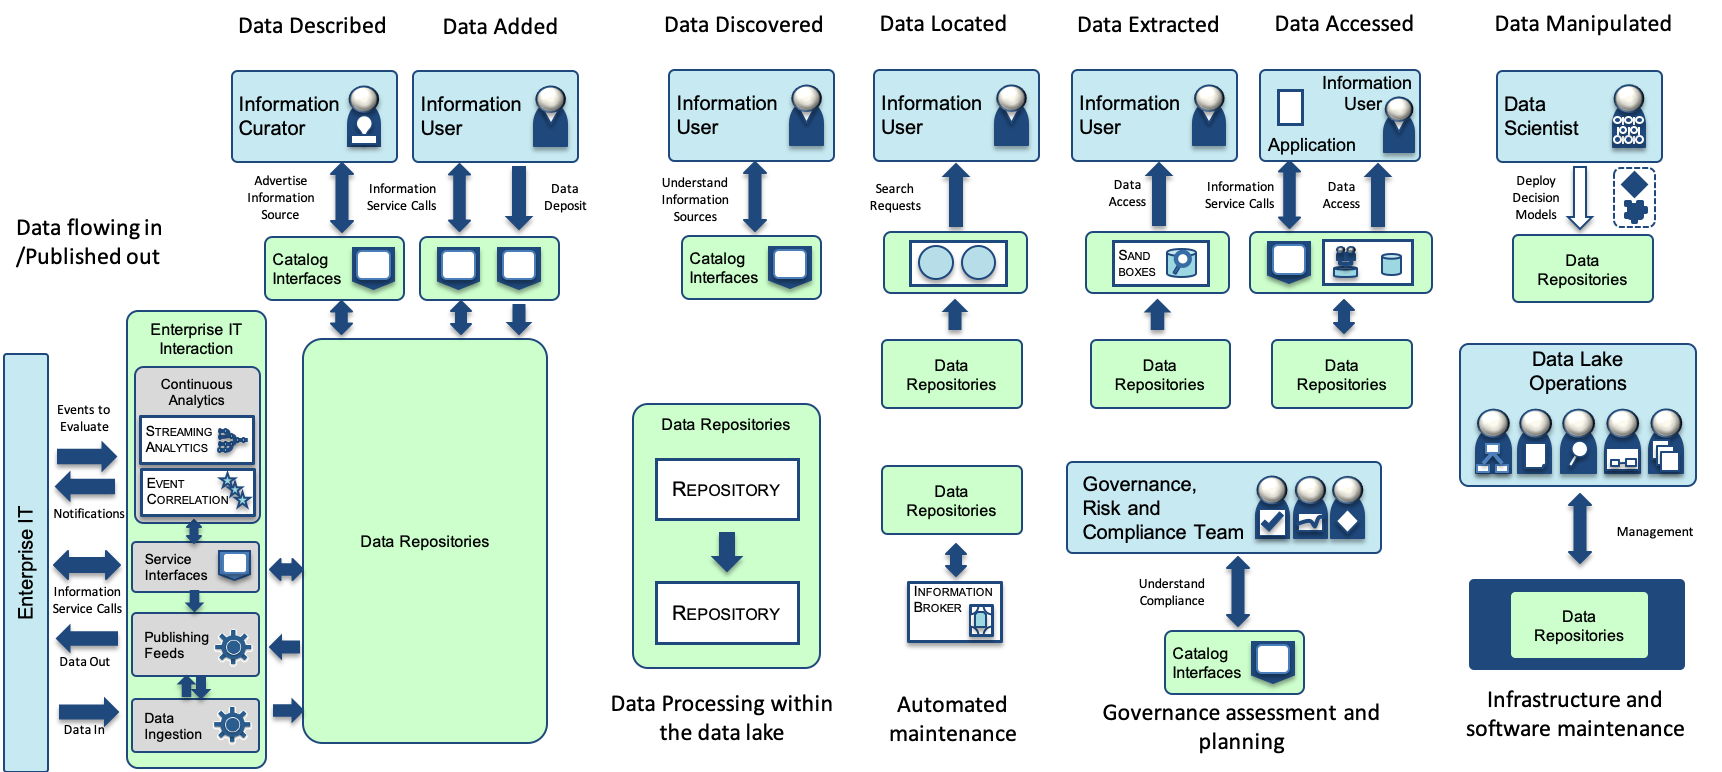 Data Described
Data Added
Data Discovered
Data Located
Data Extracted
Data Accessed
Data Manipulated
Information
Curator
Information
User
Information
User
Information
User
Information
User
Information
User
Application
Data
Scientist
Advertise
Information
Source
Information
Service Calls
Data
Deposit
Understand
Information
Sources
Search
Requests
Data
Access
Information
Service Calls
Data
Access
Deploy
Decision
Models
Data flowing in
/Published out
Catalog
Interfaces
Catalog
Interfaces
SAND
BOXES
Data
Repositories
Enterprise IT
Interaction
Continuous
Analytics
STREAMING
ANALYTICS
EVENT
CORRELATION
Service
Interfaces
Publishing
Feeds
Data
Ingestion
Enterprise IT
Events to
Evaluate
Notifications
Information
Service Calls
Data Out
Data In
Data Repositories
Data Repositories
REPOSITORY
REPOSITORY
Data Processing within
the data lake
Data
Repositories
Data
Repositories
Data
Repositories
Data
Repositories
INFORMATION
BROKER
Automated
maintenance
Governance,
Risk and
Compliance Team
Understand
Compliance
Catalog
Interfaces
Governance assessment and
planning
Data Lake
Operations
Management
Data
Repositories
Infrastructure and
software maintenance